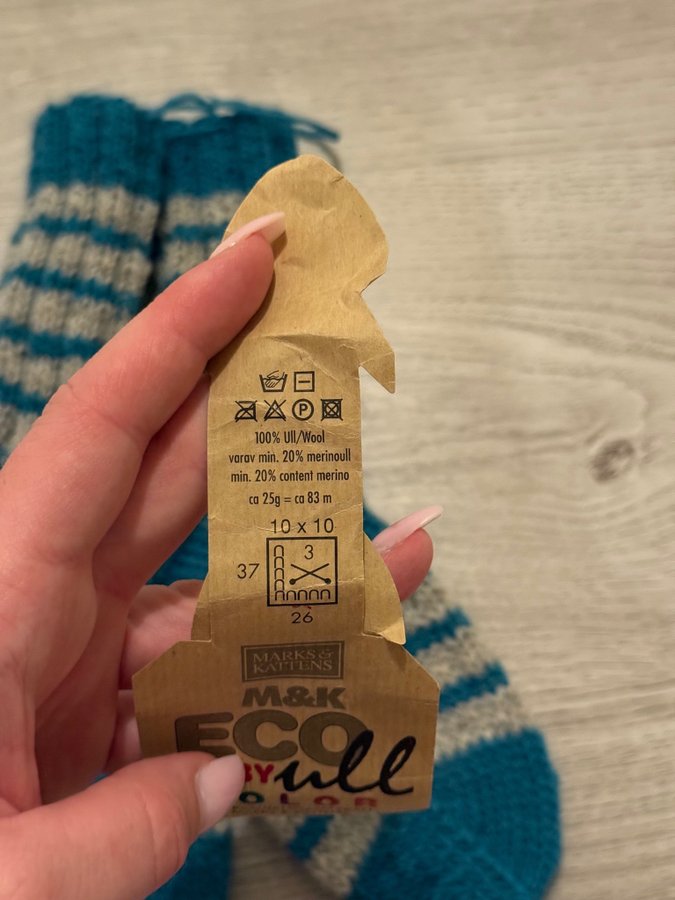 P
100% Ull/Wool
varav min. 20% merinoull
min. 20% content merino
ca 25g = ca 83 m
10 x 10
3
37
26
MARKS &
KATTENS
M&K
ECO
BY ull
OLOR